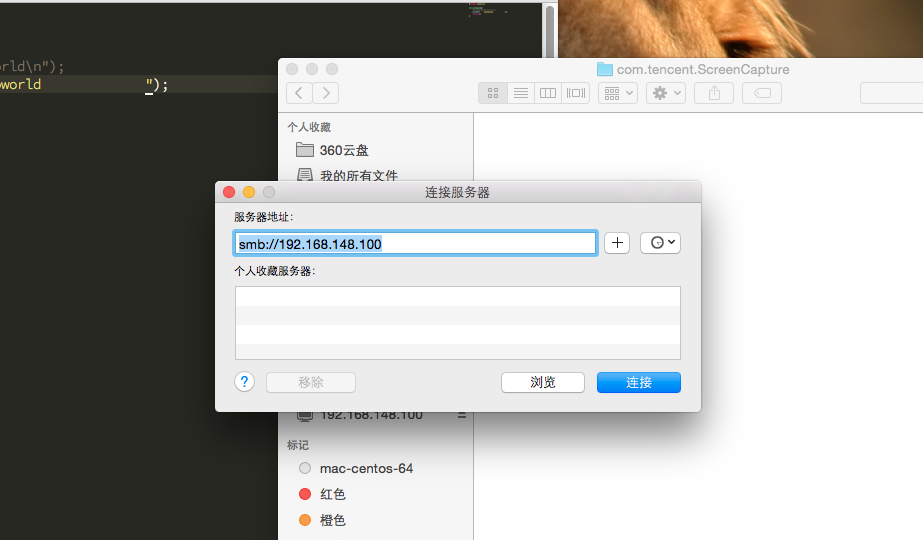 orld\n");
oworld ");
com.tencent.ScreenCapture
个人收藏
360云盘
我的所有文件
连接服务器
服务器地址：
smb://192.168.148.100
个人收藏服务器：
?
移除
浏览
连接
192.168.148.100
标记
mac-centos-64
红色
橙色